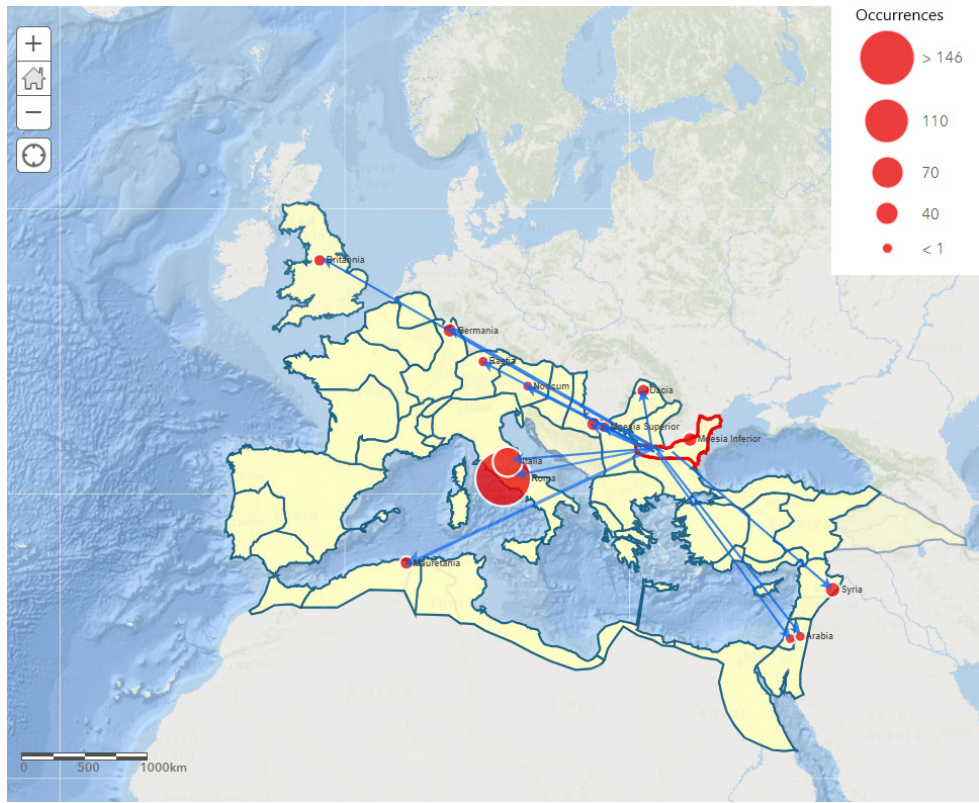 Occurrences
> 146
110
70
40
< 1
+
−
Britannia
Germania
Raetia
Noricum
Dacia
Moesia Superior
Moesia Inferior
Italia
Roma
Mauretania
Syria
Arabia
0 500 1000km